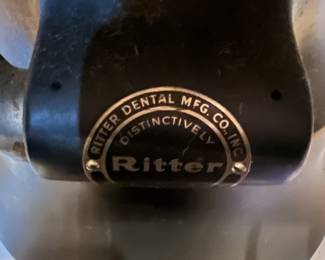 RITTER DENTAL MFG. CO., INC.
DISTINCTIVELY
Ritter